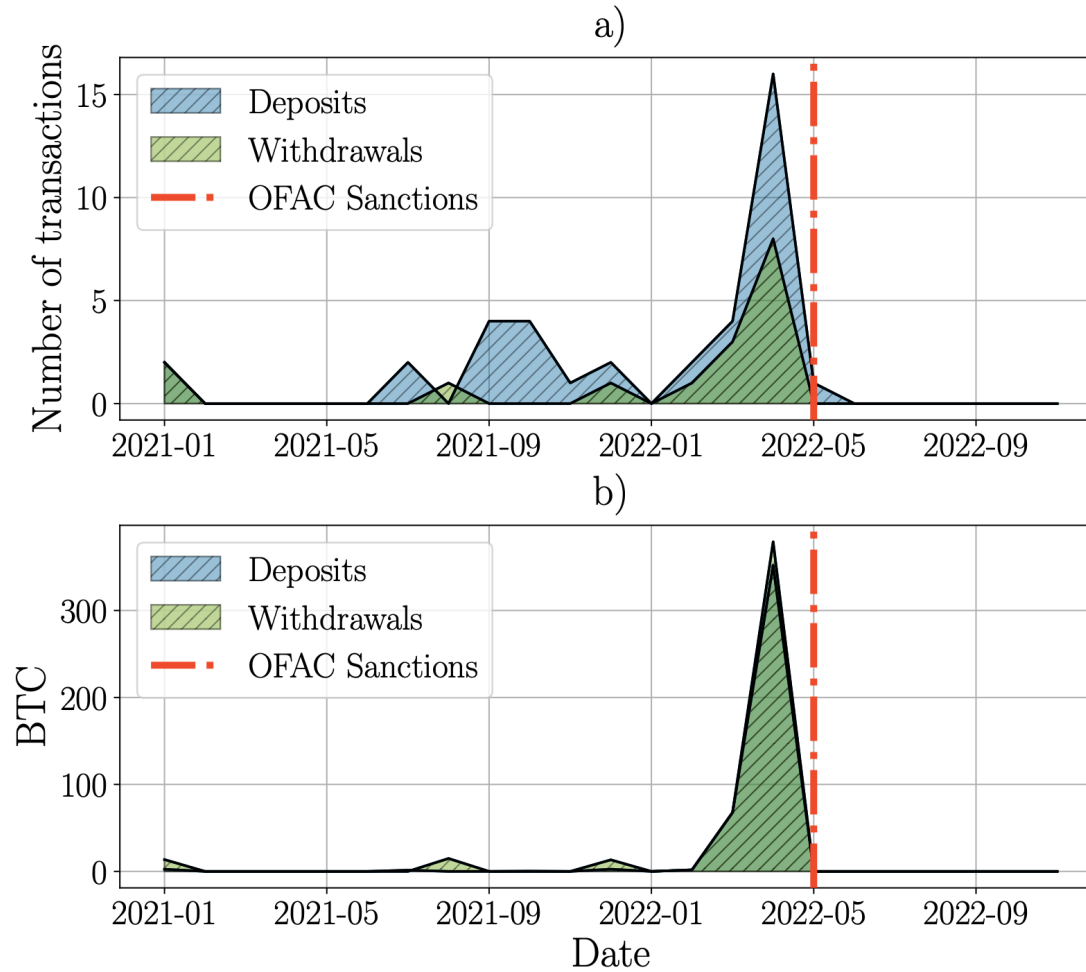 a)
Number of transactions
15
10
5
0
Deposits
Withdrawals
OFAC Sanctions
2021-01 2021-05 2021-09 2022-01 2022-05 2022-09
b)
BTC
300
200
100
0
Deposits
Withdrawals
OFAC Sanctions
2021-01 2021-05 2021-09 2022-01 2022-05 2022-09
Date